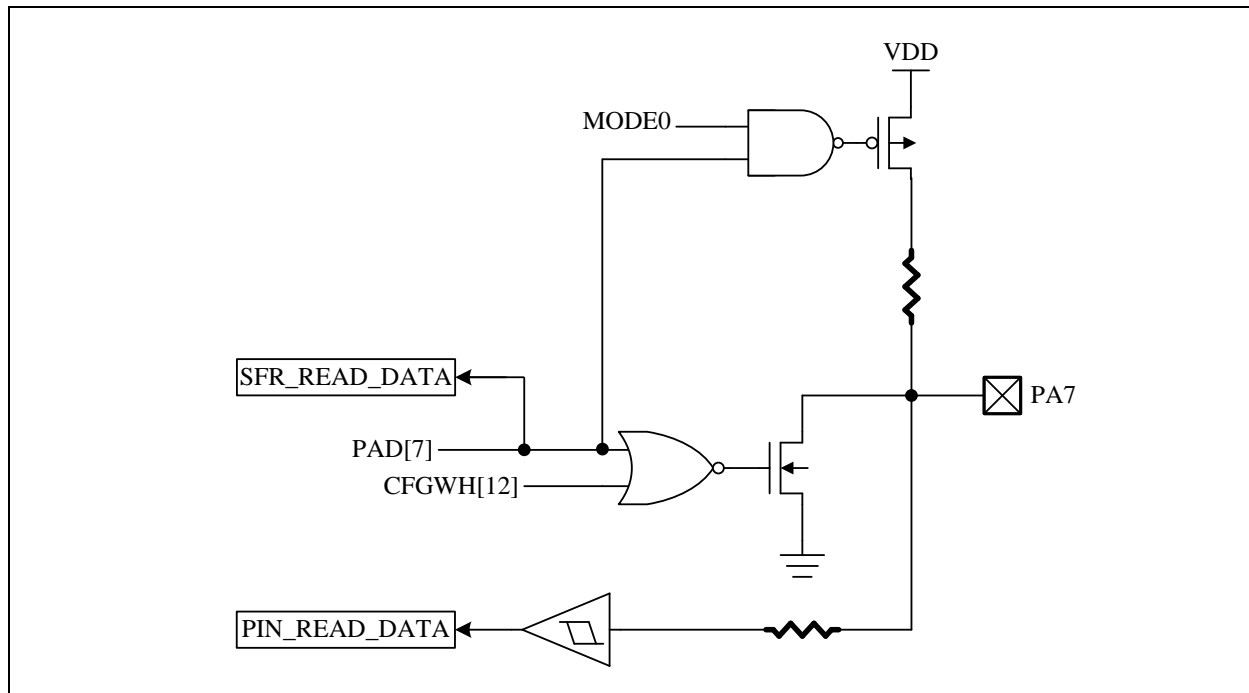 VDD
MODE0
SFR_READ_DATA
PA7
PAD[7]
CFGWH[12]
PIN_READ_DATA